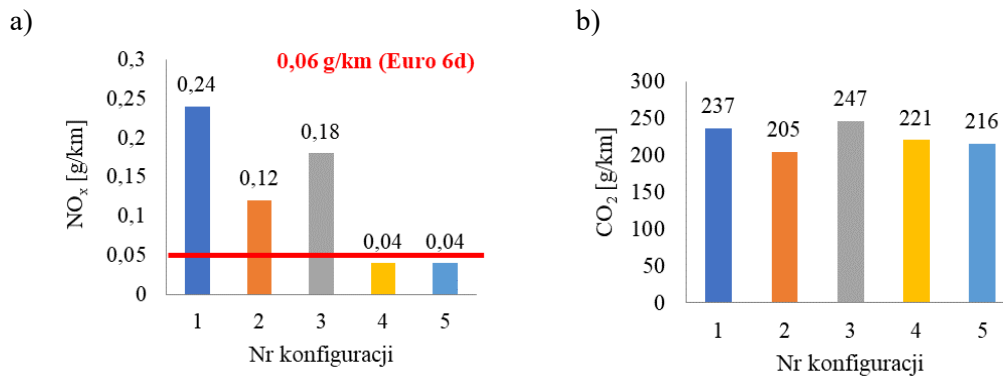 a)
0,06 g/km (Euro 6d)
NOx [g/km]
0,3
0,25
0,2
0,15
0,1
0,05
0
0,24
0,12
0,18
0,04
0,04
1 2 3 4 5
Nr konfiguracji
b)
CO2 [g/km]
300
250
200
150
100
50
0
237
205
247
221
216
1 2 3 4 5
Nr konfiguracji